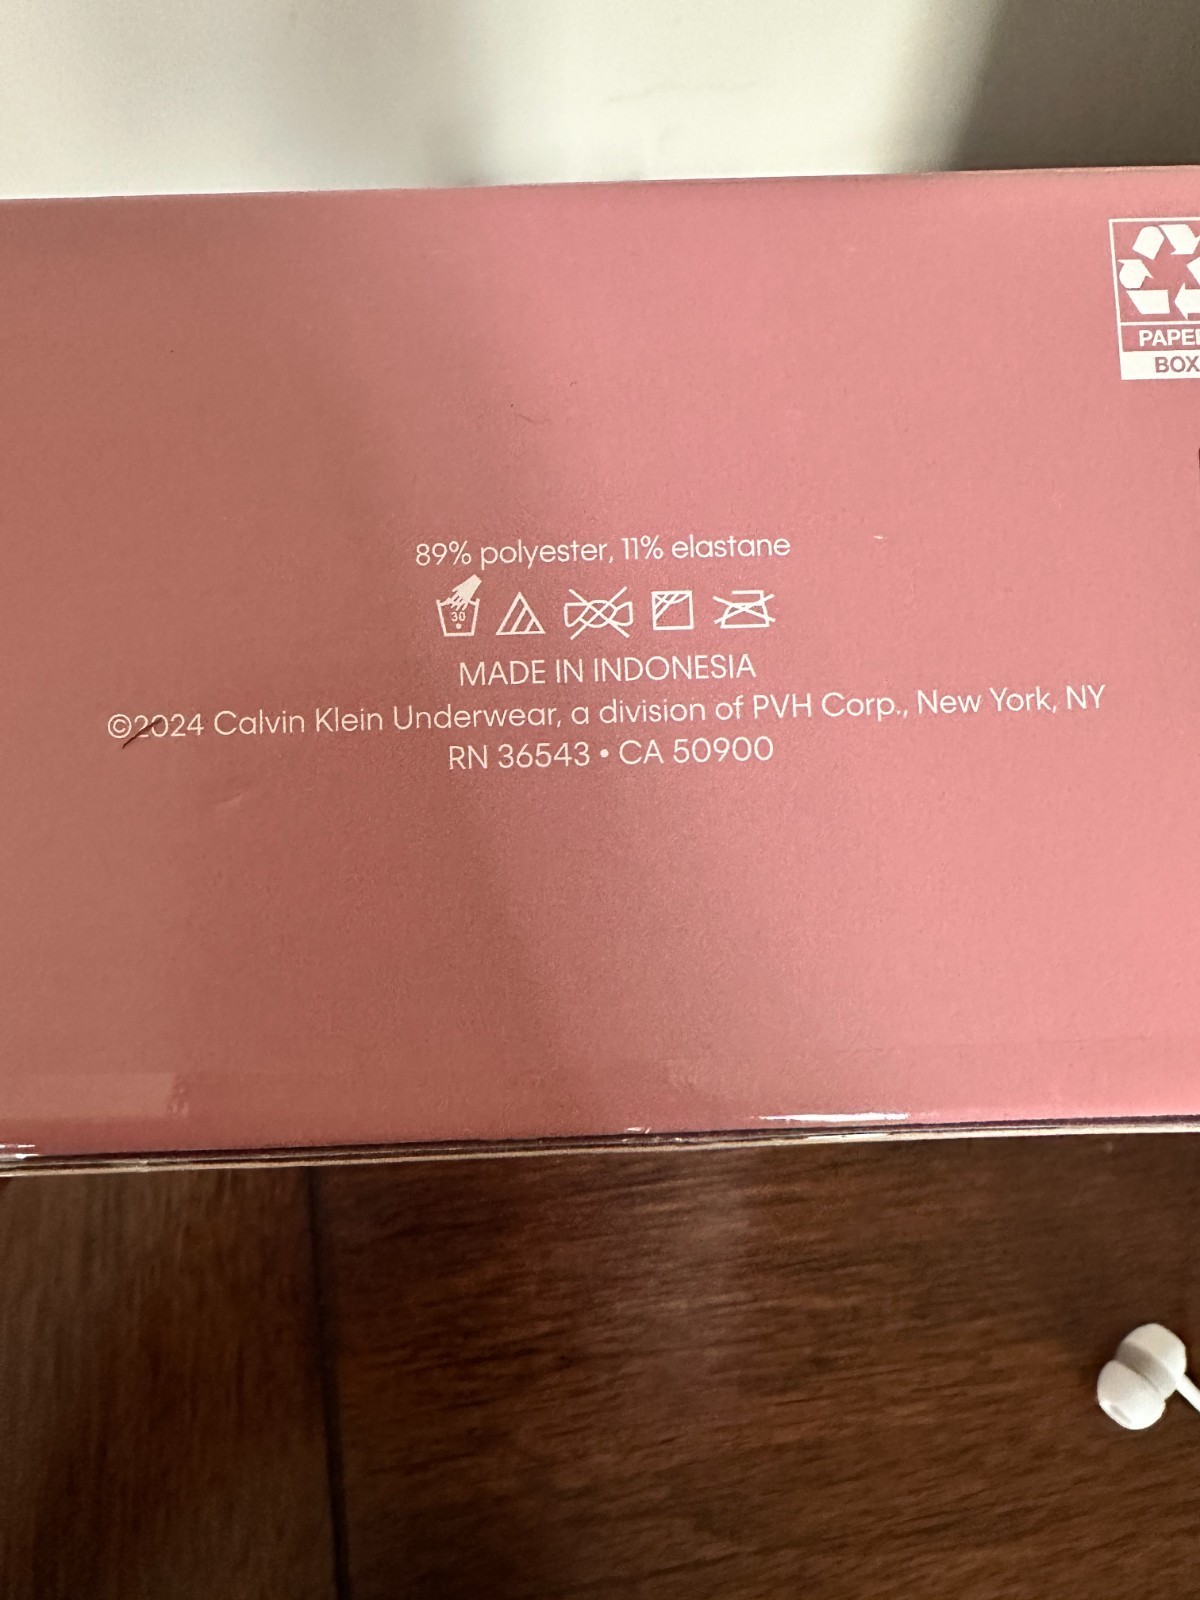 PAPER
BOX
89% polyester, 11% elastane
30
MADE IN INDONESIA
©2024 Calvin Klein Underwear, a division of PVH Corp., New York, NY
RN 36543 • CA 50900